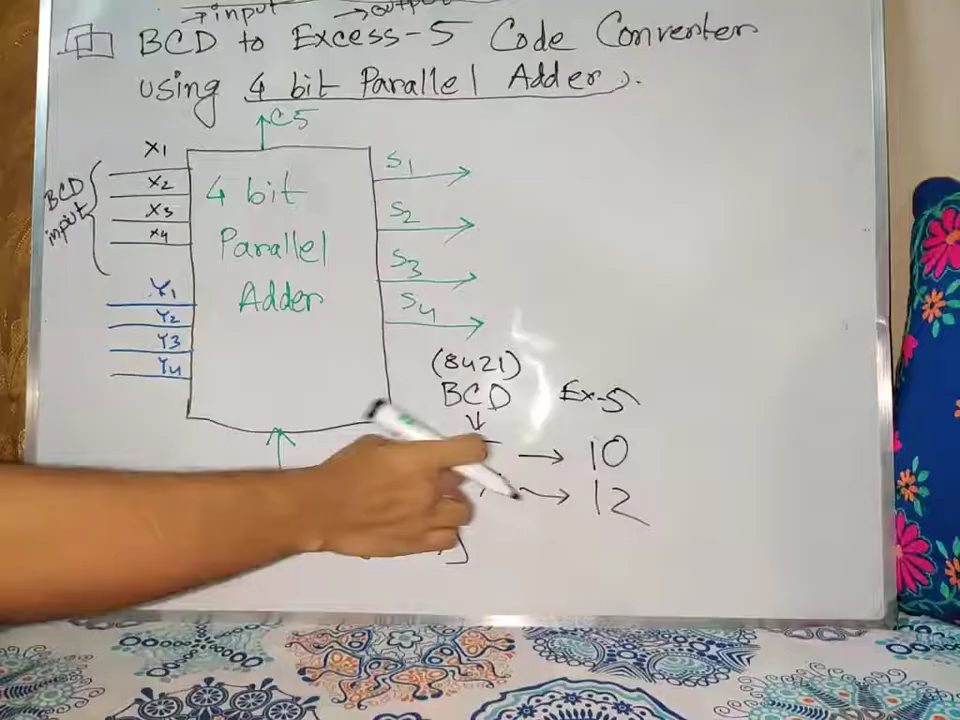 →input →output
BCD to Excess-5 Code Converter
using 4 bit Parallel Adder).
C5
X1
X2
X3
X4
BCD
input
Y1
Y2
Y3
Y4
4 bit
Parallel
Adder
S1
S2
S3
S4
(8421)
BCD Ex-5
↓
→ 10
→ 12